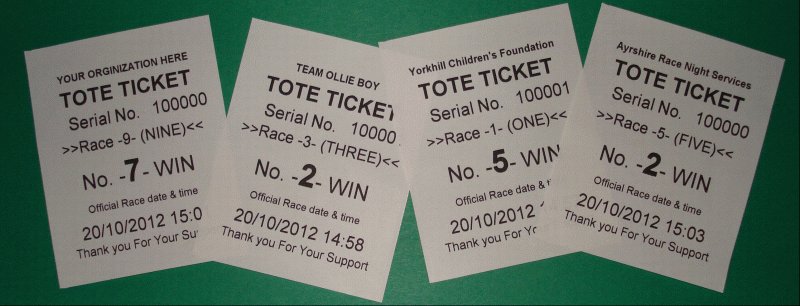 YOUR ORGINIZATION HERE
TOTE TICKET
Serial No. 100000
>>Race -9- (NINE)<<
No. -7- WIN
Official Race date & time
20/10/2012 15:0
Thank you For Your Su
TEAM OLLIE BOY
TOTE TICKET
Serial No. 10000
>>Race -3- (THREE)<<
No. -2- WIN
Official Race date & time
20/10/2012 14:58
Thank you For Your Support
Yorkhill Children's Foundation
TOTE TICKET
Serial No. 100001
>>Race -1- (ONE)<<
No. -5- WIN
Official Race date & time
20/10/2012
Thank you For Your
Ayrshire Race Night Services
TOTE TICKET
Serial No. 100000
>>Race -5- (FIVE)<<
No. -2- WIN
Official Race date & time
20/10/2012 15:03
Thank you For Your Support